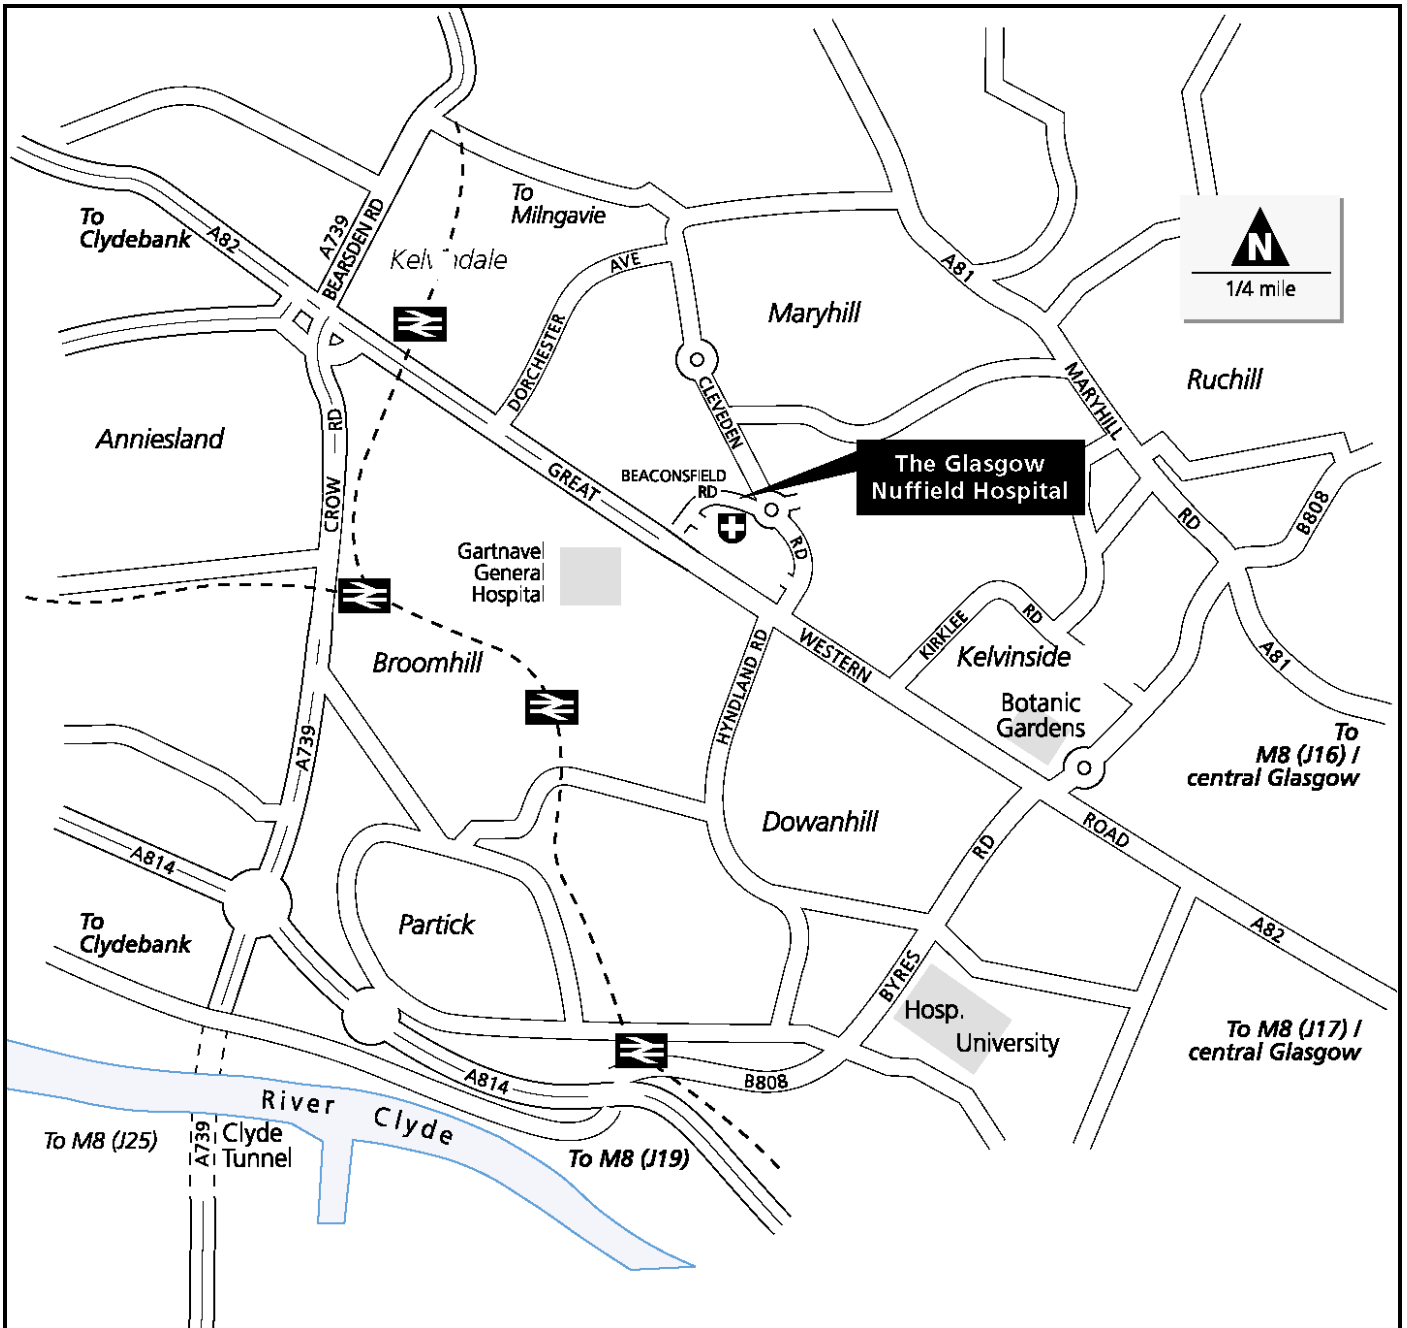 To
Clydebank
A82
A739
BEARSDEN RD
To
Milngavie
Kelvindale
AVE
DORCHESTER
A81
N
1/4 mile
Maryhill
Ruchill
MARYHILL
RD
CLEVEDEN
RD
Anniesland
CROW
RD
GREAT
WESTERN
ROAD
A82
BEACONSFIELD
RD
The Glasgow
Nuffield Hospital
B808
Gartnavel
General
Hospital
Broomhill
HYNDLAND RD
KIRKLEE
RD
Kelvinside
Botanic
Gardens
A81
To
M8 (J16) /
central Glasgow
A739
Dowanhill
RD
BYRES
A814
To
Clydebank
Partick
Hosp.
University
To M8 (J17) /
central Glasgow
A814
B808
River Clyde
To M8 (J25)
A739
Clyde
Tunnel
To M8 (J19)